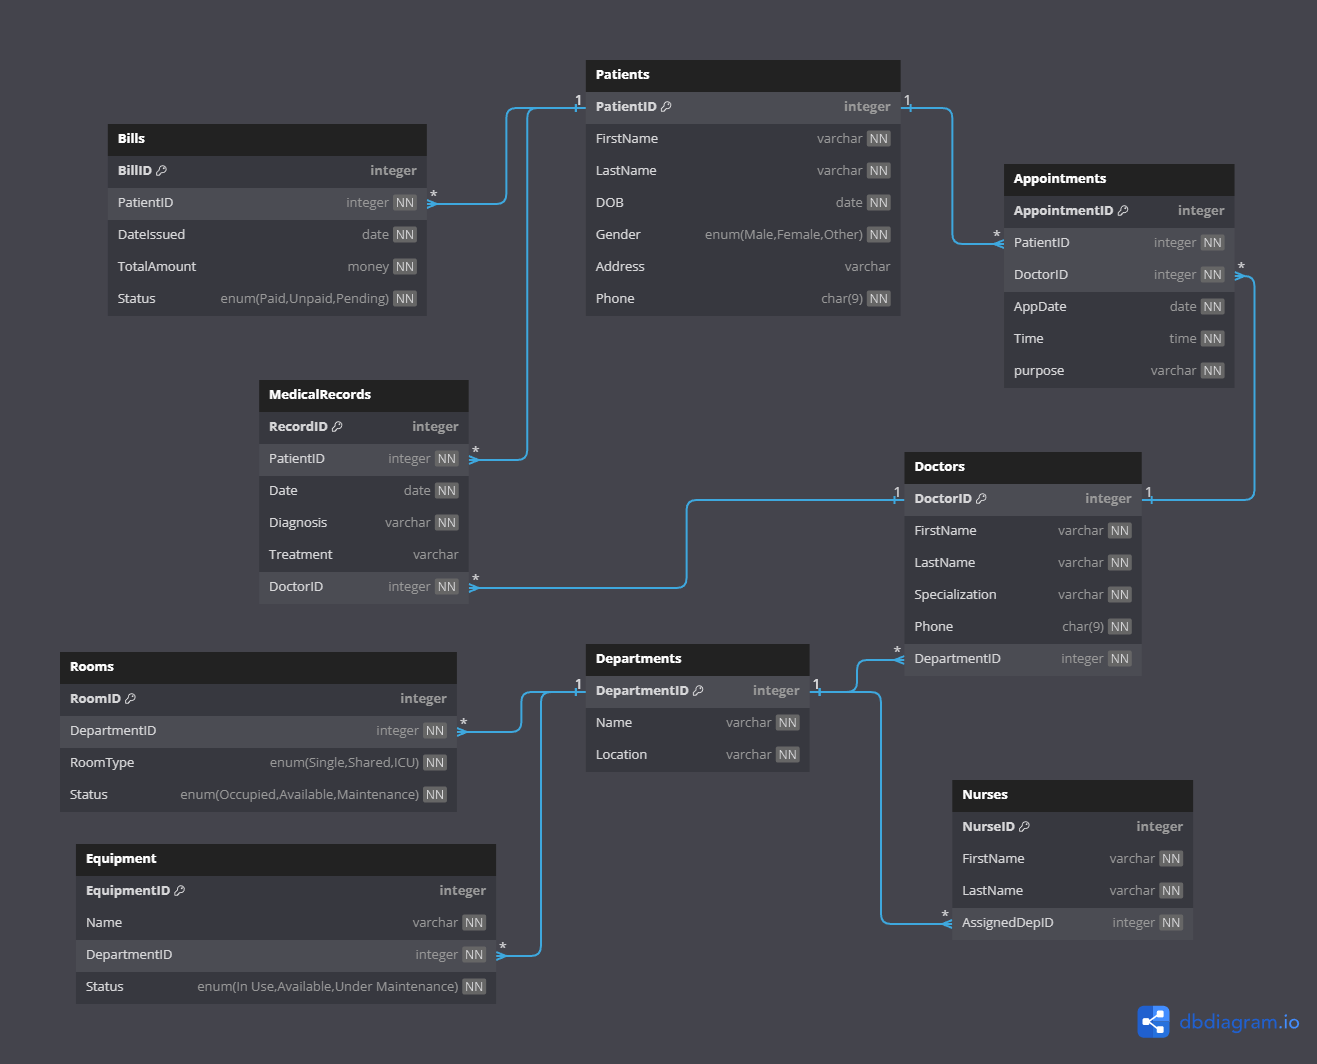 Patients
1 PatientID integer 1
FirstName varchar NN
LastName varchar NN
DOB date NN
Gender enum(Male,Female,Other) NN
Address varchar
Phone char(9) NN
Bills
BillID integer
PatientID integer NN *
DateIssued date NN
TotalAmount money NN
Status enum(Paid,Unpaid,Pending) NN
Appointments
AppointmentID integer
* PatientID integer NN
DoctorID integer NN *
AppDate date NN
Time time NN
purpose varchar NN
MedicalRecords
RecordID integer
PatientID integer NN *
Date date NN
Diagnosis varchar NN
Treatment varchar
DoctorID integer NN *
Doctors
1 DoctorID integer 1
FirstName varchar NN
LastName varchar NN
Specialization varchar NN
Phone char(9) NN
* DepartmentID integer NN
Rooms
RoomID integer
DepartmentID integer NN *
RoomType enum(Single,Shared,ICU) NN
Status enum(Occupied,Available,Maintenance) NN
Departments
1 DepartmentID integer 1
Name varchar NN
Location varchar NN
Nurses
NurseID integer
FirstName varchar NN
LastName varchar NN
* AssignedDepID integer NN
Equipment
EquipmentID integer
Name varchar NN
DepartmentID integer NN *
Status enum(In Use,Available,Under Maintenance) NN
dbdiagram.io